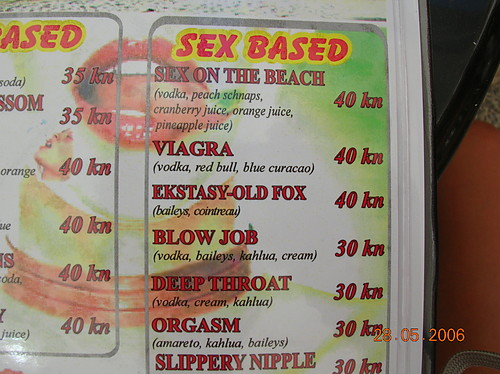 ASED
soda)
35 kn
SSOM
35 kn
orange
40 kn
ue
40 kn
NS
soda,
40 kn
Y
juice)
40 kn
SEX BASED
SEX ON THE BEACH
(vodka, peach schnaps,
cranberry juice, orange juice,
pineapple juice)
40 kn
VIAGRA
(vodka, red bull, blue curacao)
40 kn
EKSTASY-OLD FOX
(baileys, cointreau)
40 kn
BLOW JOB
(vodka, baileys, kahlua, cream)
30 kn
DEEP THROAT
(vodka, cream, kahlua)
30 kn
ORGASM
(amareto, kahlua, baileys)
30 kn
SLIPPERY NIPPLE
30 kn
28.05.2006